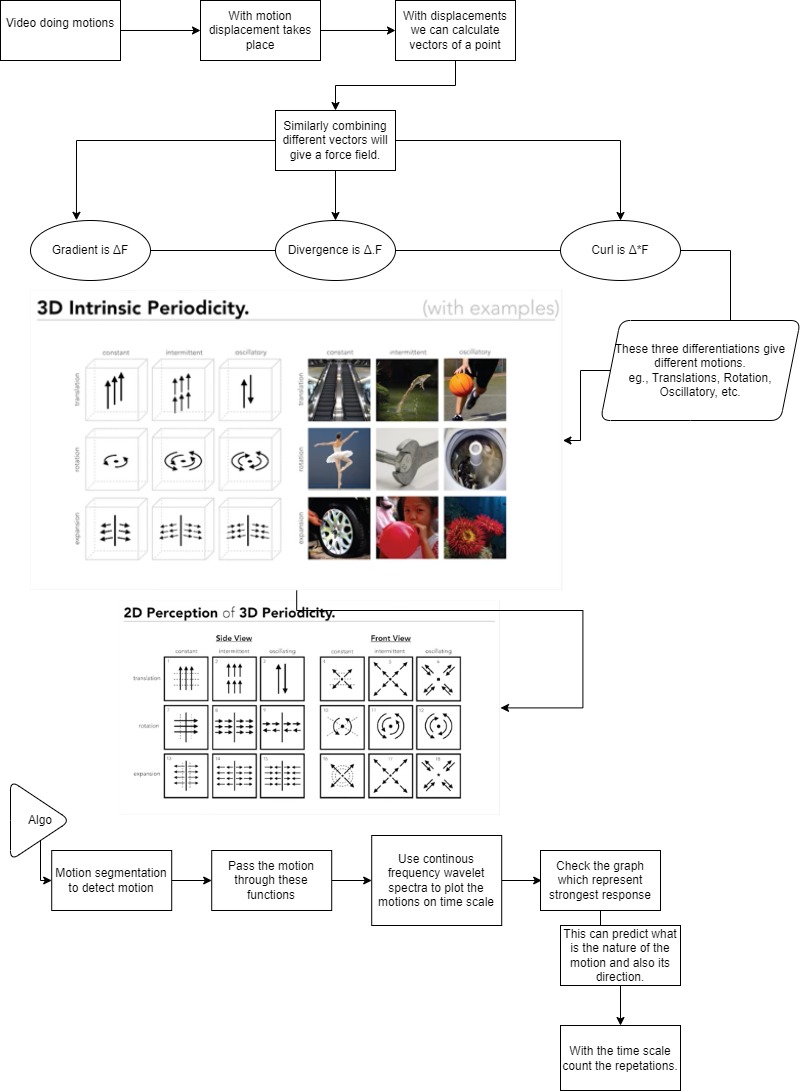 Video doing motions
With motion
displacement takes
place
With displacements
we can calculate
vectors of a point
Similarly combining
different vectors will
give a force field.
Gradient is ΔF
Divergence is Δ.F
Curl is Δ*F
These three differentiations give
different motions.
eg., Translations, Rotation,
Oscillatory, etc.
3D Intrinsic Periodicity.
(with examples)
constant
intermittent
oscillatory
constant
intermittent
oscillatory
translation
translation
rotation
rotation
expansion
expansion
2D Perception of 3D Periodicity.
Side View
Front View
constant
intermittent
oscillating
constant
intermittent
oscillating
translation
1
2
3
4
5
6
rotation
7
8
9
10
11
12
expansion
13
14
15
16
17
18
Algo
Motion segmentation
to detect motion
Pass the motion
through these
functions
Use continous
frequency wavelet
spectra to plot the
motions on time scale
Check the graph
which represent
strongest response
This can predict what
is the nature of the
motion and also its
direction.
With the time scale
count the repetations.